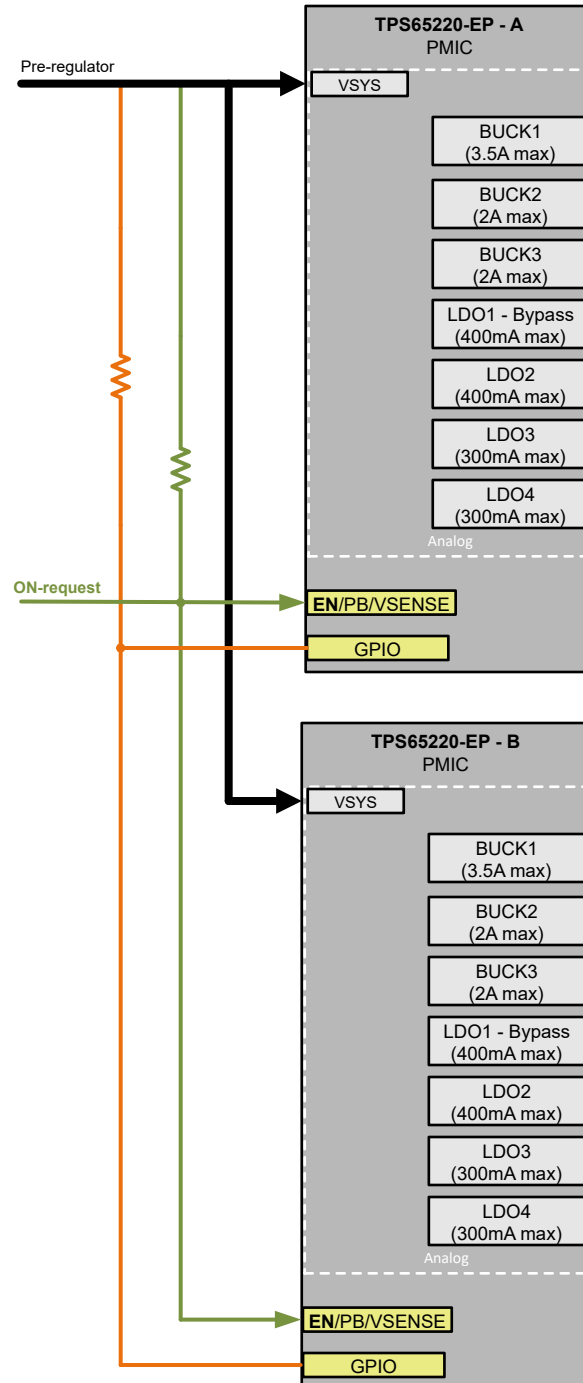 TPS65220-EP - A
PMIC
Pre-regulator
VSYS
BUCK1
(3.5A max)
BUCK2
(2A max)
BUCK3
(2A max)
LDO1 - Bypass
(400mA max)
LDO2
(400mA max)
LDO3
(300mA max)
LDO4
(300mA max)
Analog
ON-request
EN/PB/VSENSE
GPIO
TPS65220-EP - B
PMIC
VSYS
BUCK1
(3.5A max)
BUCK2
(2A max)
BUCK3
(2A max)
LDO1 - Bypass
(400mA max)
LDO2
(400mA max)
LDO3
(300mA max)
LDO4
(300mA max)
Analog
EN/PB/VSENSE
GPIO